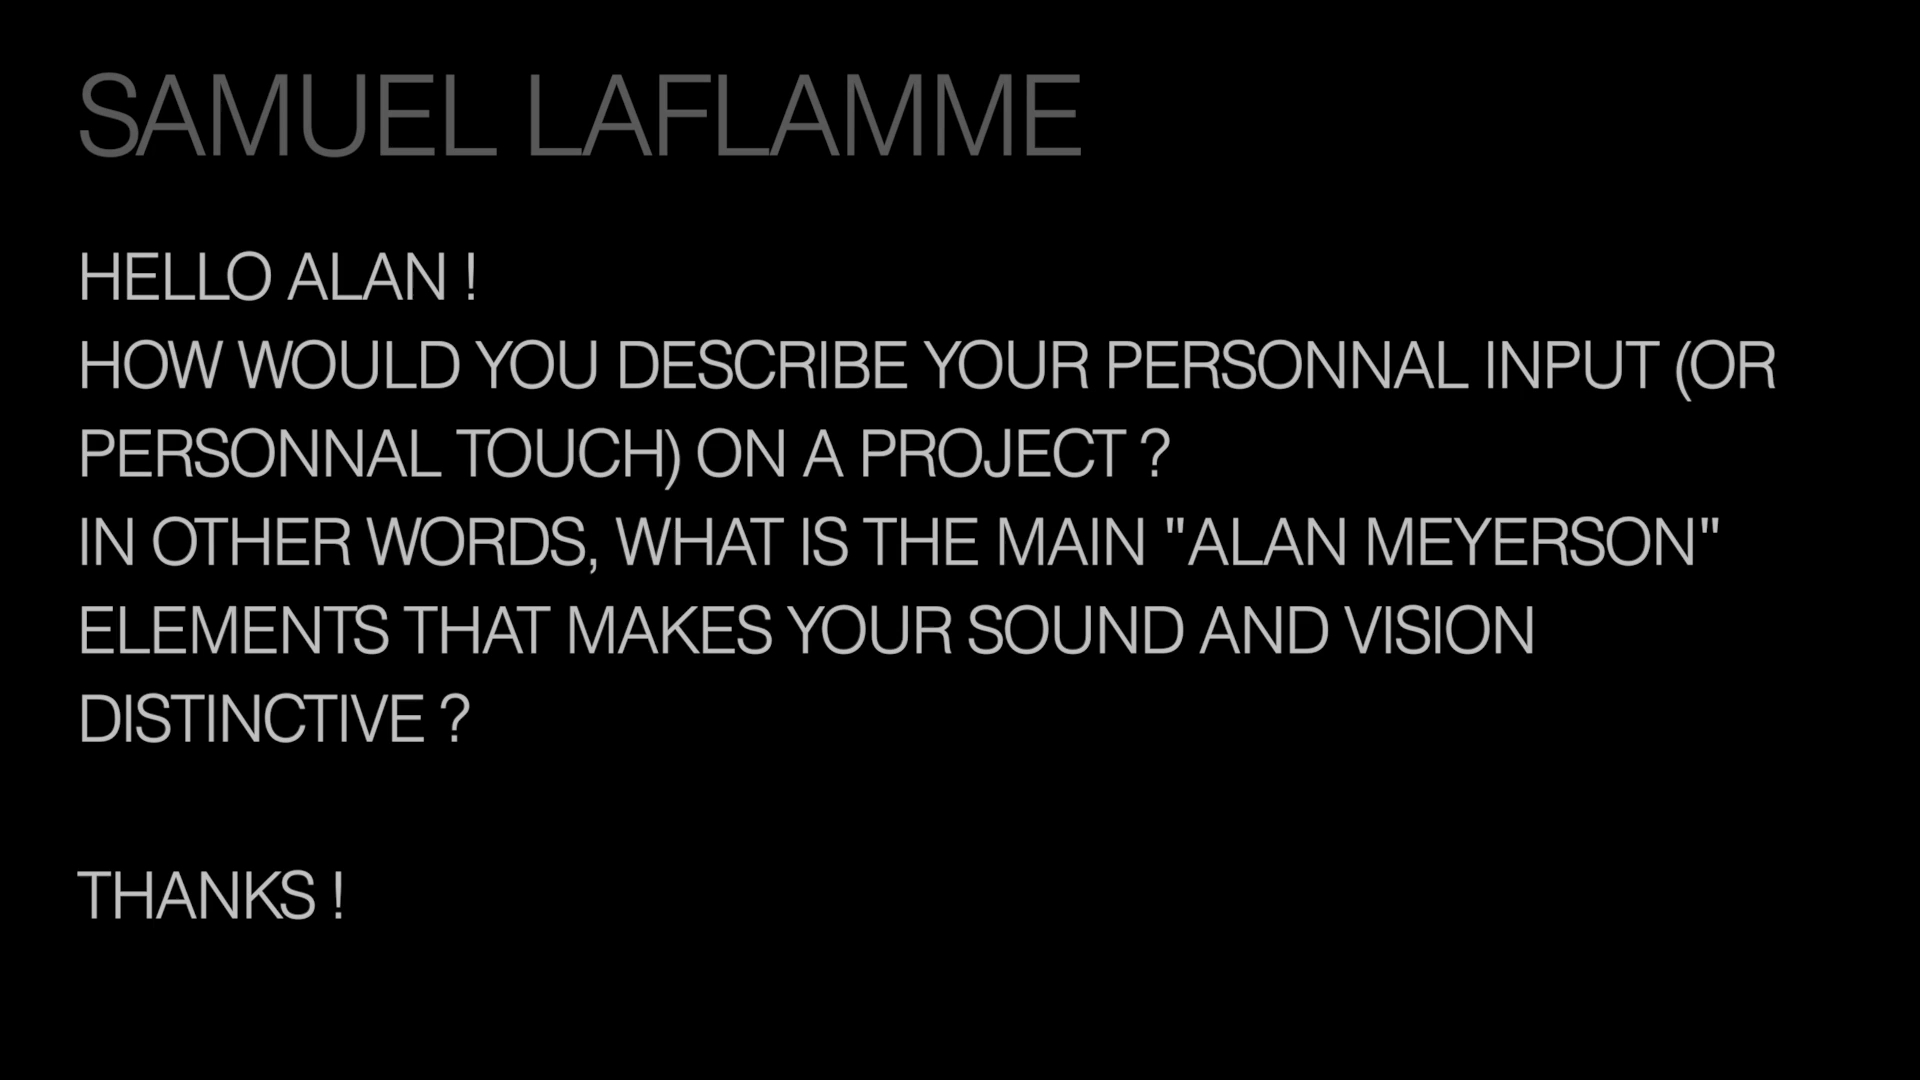 SAMUEL LAFLAMME
HELLO ALAN !
HOW WOULD YOU DESCRIBE YOUR PERSONNAL INPUT (OR
PERSONNAL TOUCH) ON A PROJECT ?
IN OTHER WORDS, WHAT IS THE MAIN "ALAN MEYERSON"
ELEMENTS THAT MAKES YOUR SOUND AND VISION
DISTINCTIVE ?
THANKS !